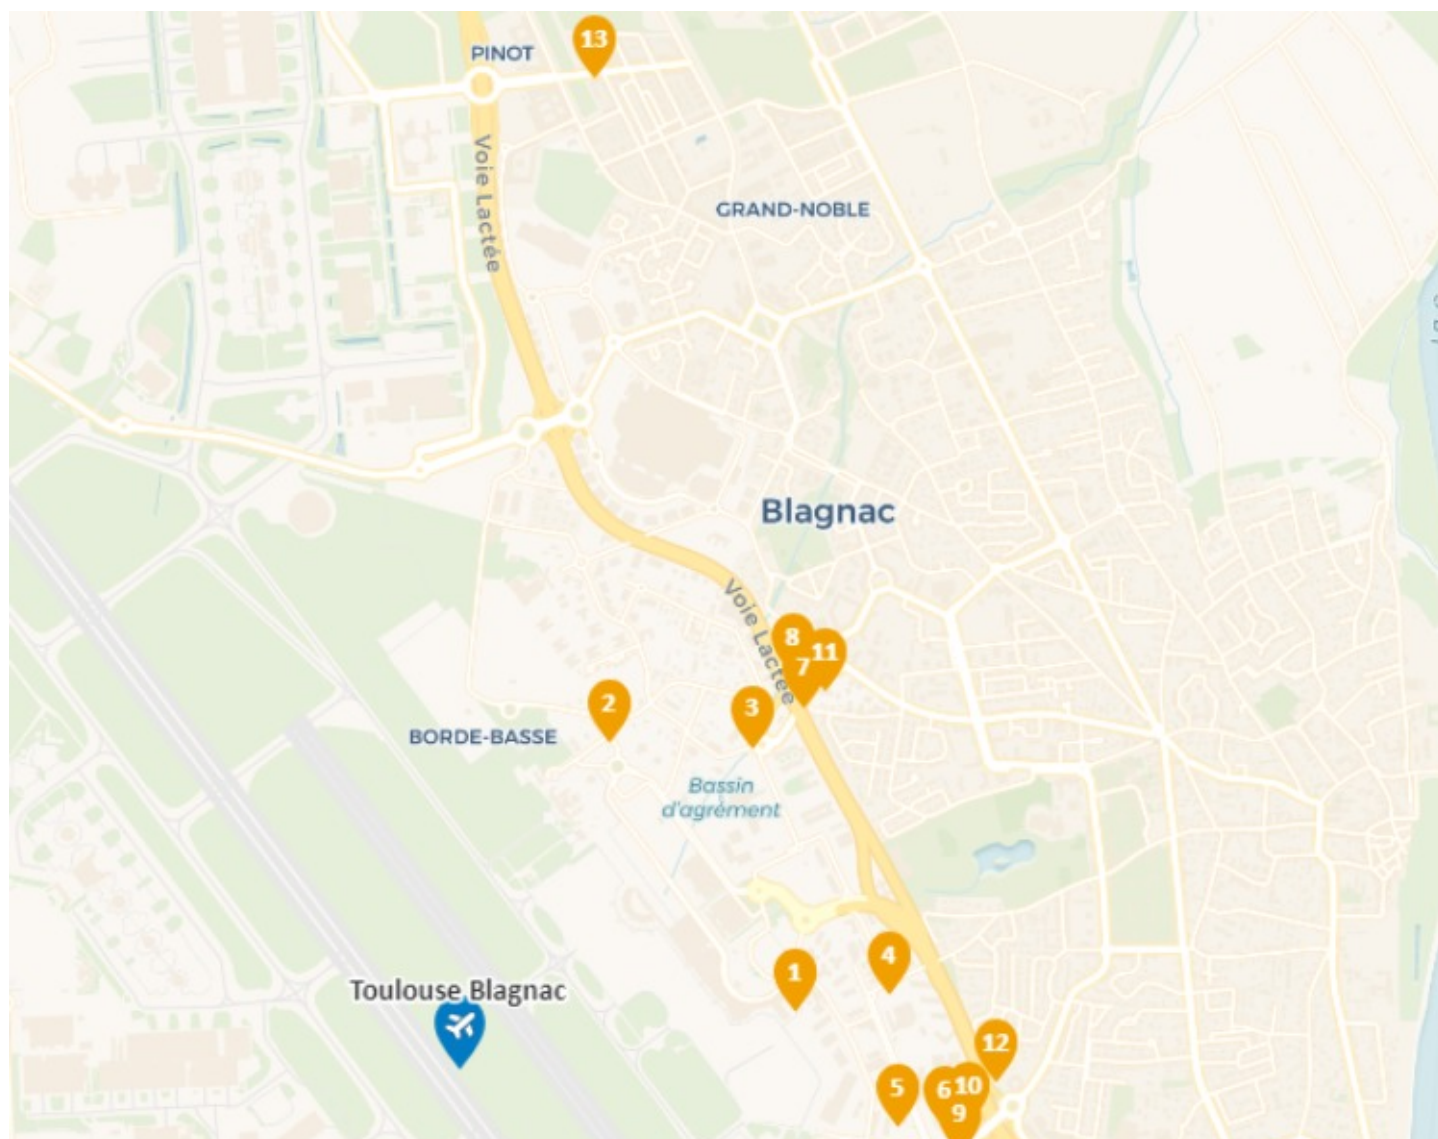 13
PINOT
Voie Lactée
GRAND-NOBLE
Blagnac
Voie Lactée
8
11
7
2
3
BORDE-BASSE
Bassin
d'agrément
4
1
Toulouse Blagnac
12
5
6
10
9